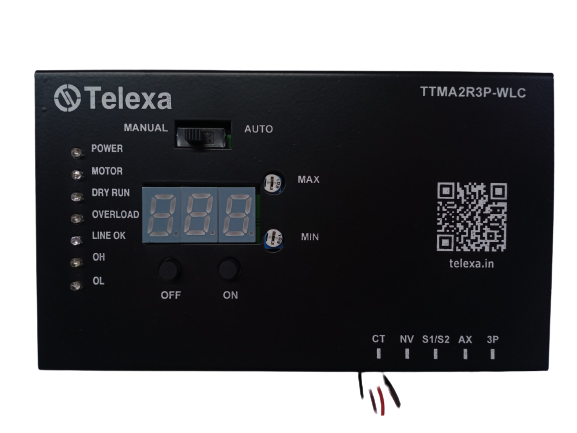 Telexa
TTMA2R3P-WLC
MANUAL AUTO
POWER
MOTOR
DRY RUN
OVERLOAD
LINE OK
OH
OL
MAX
MIN
OFF ON
telexa.in
CT NV S1/S2 AX 3P